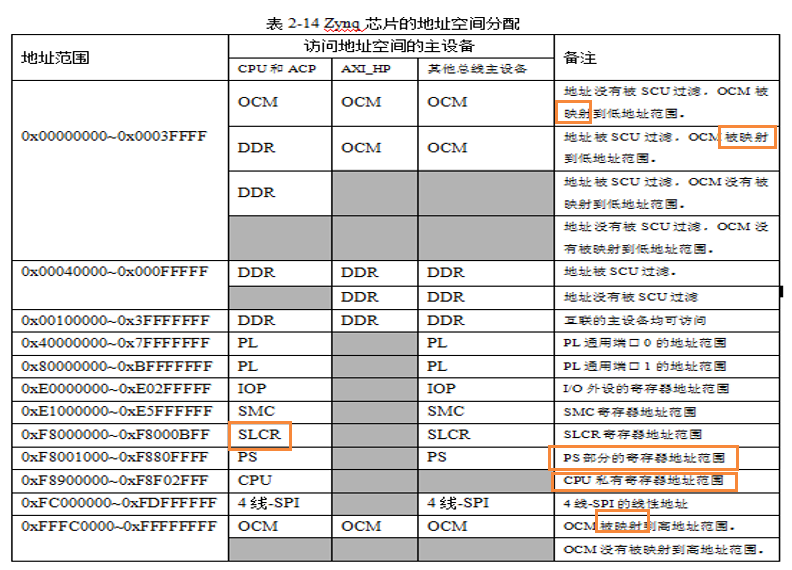 表 2-14 Zynq 芯片的地址空间分配
地址范围 访问地址空间的主设备 备注
CPU 和 ACP AXI_HP 其他总线主设备
0x00000000~0x0003FFFF OCM OCM OCM 地址没有被 SCU 过滤，OCM 被
映射到低地址范围。
DDR OCM OCM 地址被 SCU 过滤，OCM 被映射
到低地址范围。
DDR 地址被 SCU 过滤，OCM 没有被
映射到低地址范围。
地址没有被 SCU 过滤，OCM 没
有被映射到低地址范围。
0x00040000~0x000FFFFF DDR DDR DDR 地址被 SCU 过滤。
DDR DDR 地址没有被 SCU 过滤
0x00100000~0x3FFFFFFF DDR DDR DDR 互联的主设备均可访问
0x40000000~0x7FFFFFFF PL PL PL 通用端口 0 的地址范围
0x80000000~0xBFFFFFFF PL PL PL 通用端口 1 的地址范围
0xE0000000~0xE02FFFFF IOP IOP I/O 外设的寄存器地址范围
0xE1000000~0xE5FFFFFF SMC SMC SMC 寄存器地址范围
0xF8000000~0xF8000BFF SLCR SLCR SLCR 寄存器地址范围
0xF8001000~0xF880FFFF PS PS PS 部分的寄存器地址范围
0xF8900000~0xF8F02FFF CPU CPU 私有寄存器地址范围
0xFC000000~0xFDFFFFFF 4 线-SPI 4 线-SPI 4 线-SPI 的线性地址
0xFFFC0000~0xFFFFFFFF OCM OCM OCM OCM 被映射到高地址范围。
OCM 没有被映射到高地址范围。